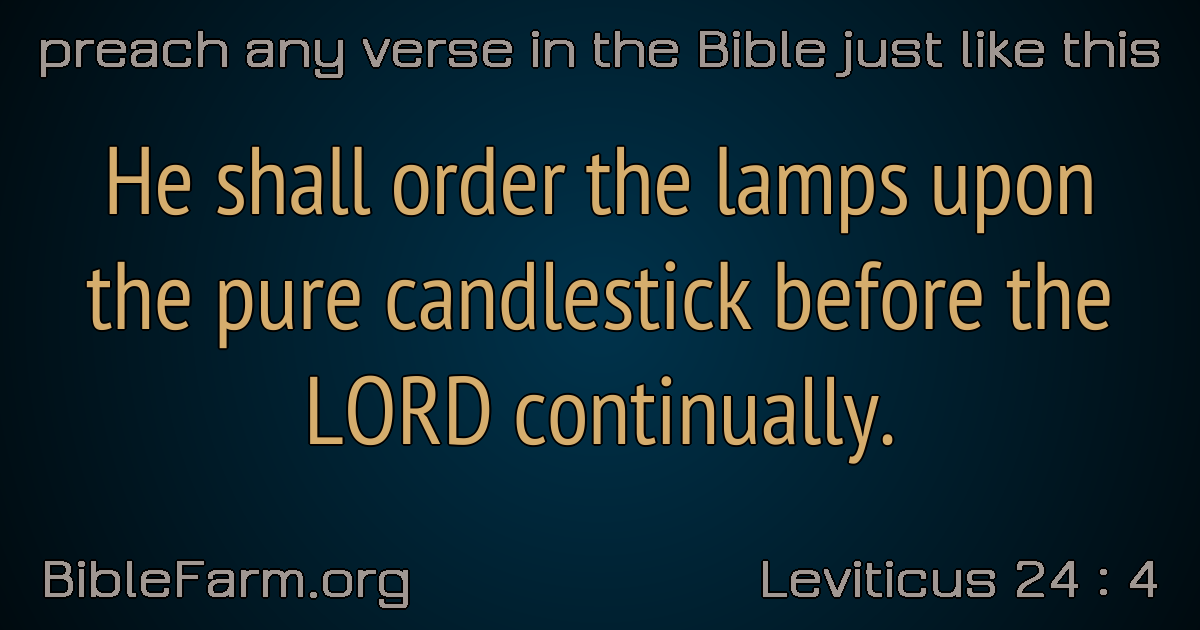 preach any verse in the Bible just like this
He shall order the lamps upon
the pure candlestick before the
LORD continually.
BibleFarm.org
Leviticus 24 : 4